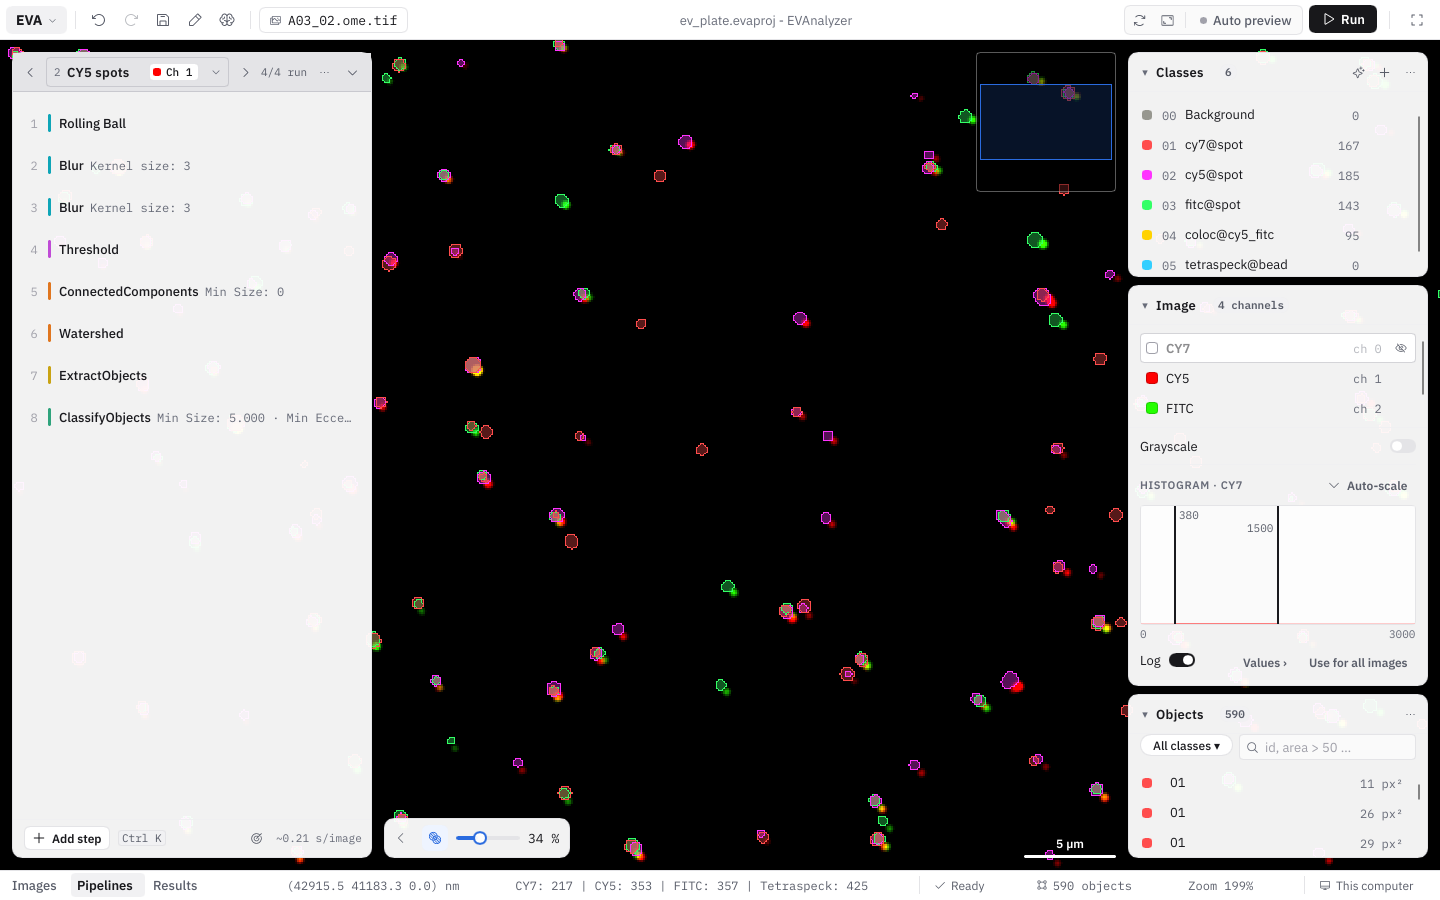 EVA
A03_02.ome.tif
ev_plate.evaproj - EVAnalyzer
Auto preview
Run
2 CY5 spots
Ch 1
4/4 run
1 Rolling Ball
2 Blur Kernel size: 3
3 Blur Kernel size: 3
4 Threshold
5 ConnectedComponents Min Size: 0
6 Watershed
7 ExtractObjects
8 ClassifyObjects Min Size: 5.000 · Min Ecce…
Add step
Ctrl K
~0.21 s/image
34 %
5 µm
Classes 6
00 Background 0
01 cy7@spot 167
02 cy5@spot 185
03 fitc@spot 143
04 coloc@cy5_fitc 95
05 tetraspeck@bead 0
Image 4 channels
CY7 ch 0
CY5 ch 1
FITC ch 2
Grayscale
HISTOGRAM · CY7
Auto-scale
380
1500
0 3000
Log
Values ›
Use for all images
Objects 590
All classes ▾
id, area > 50 ...
01 11 px²
01 26 px²
01 29 px²
Images
Pipelines
Results
(42915.5 41183.3 0.0) nm
CY7: 217 | CY5: 353 | FITC: 357 | Tetraspeck: 425
Ready
590 objects
Zoom 199%
This computer